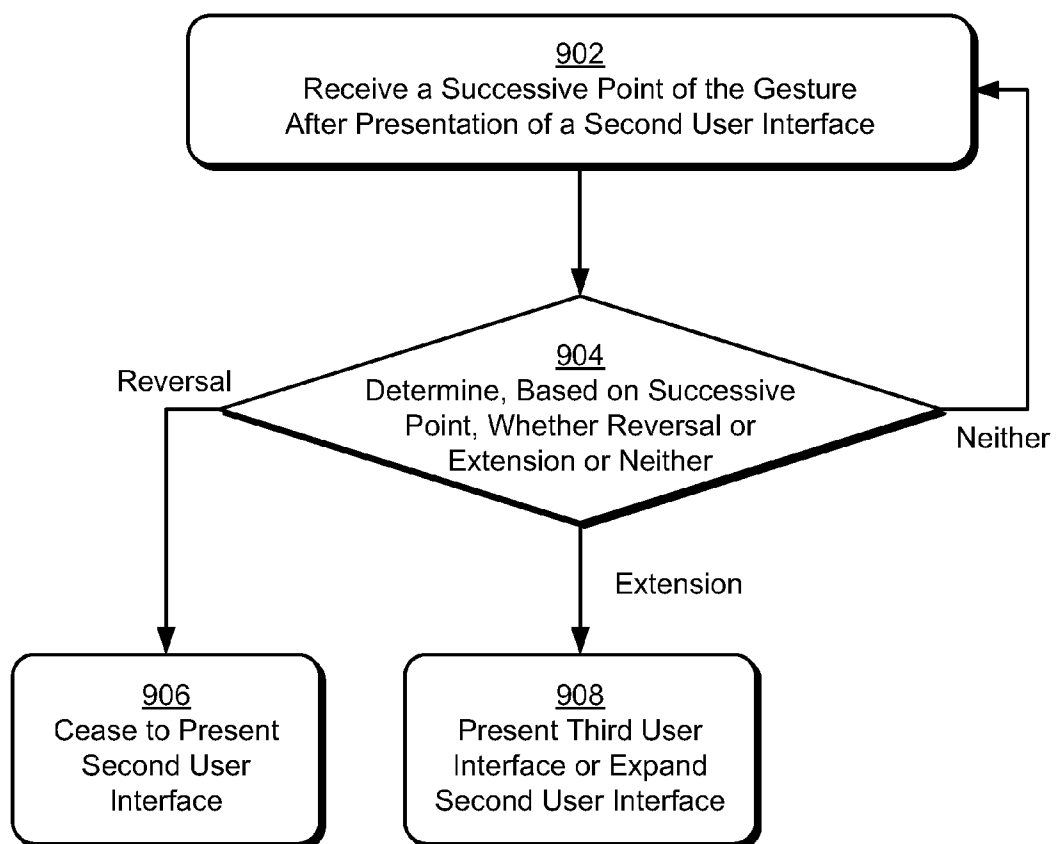 902
Receive a Successive Point of the Gesture
After Presentation of a Second User Interface
904
Determine, Based on Successive
Point, Whether Reversal or
Extension or Neither
Reversal
Neither
Extension
906
Cease to Present
Second User
Interface
908
Present Third User
Interface or Expand
Second User Interface